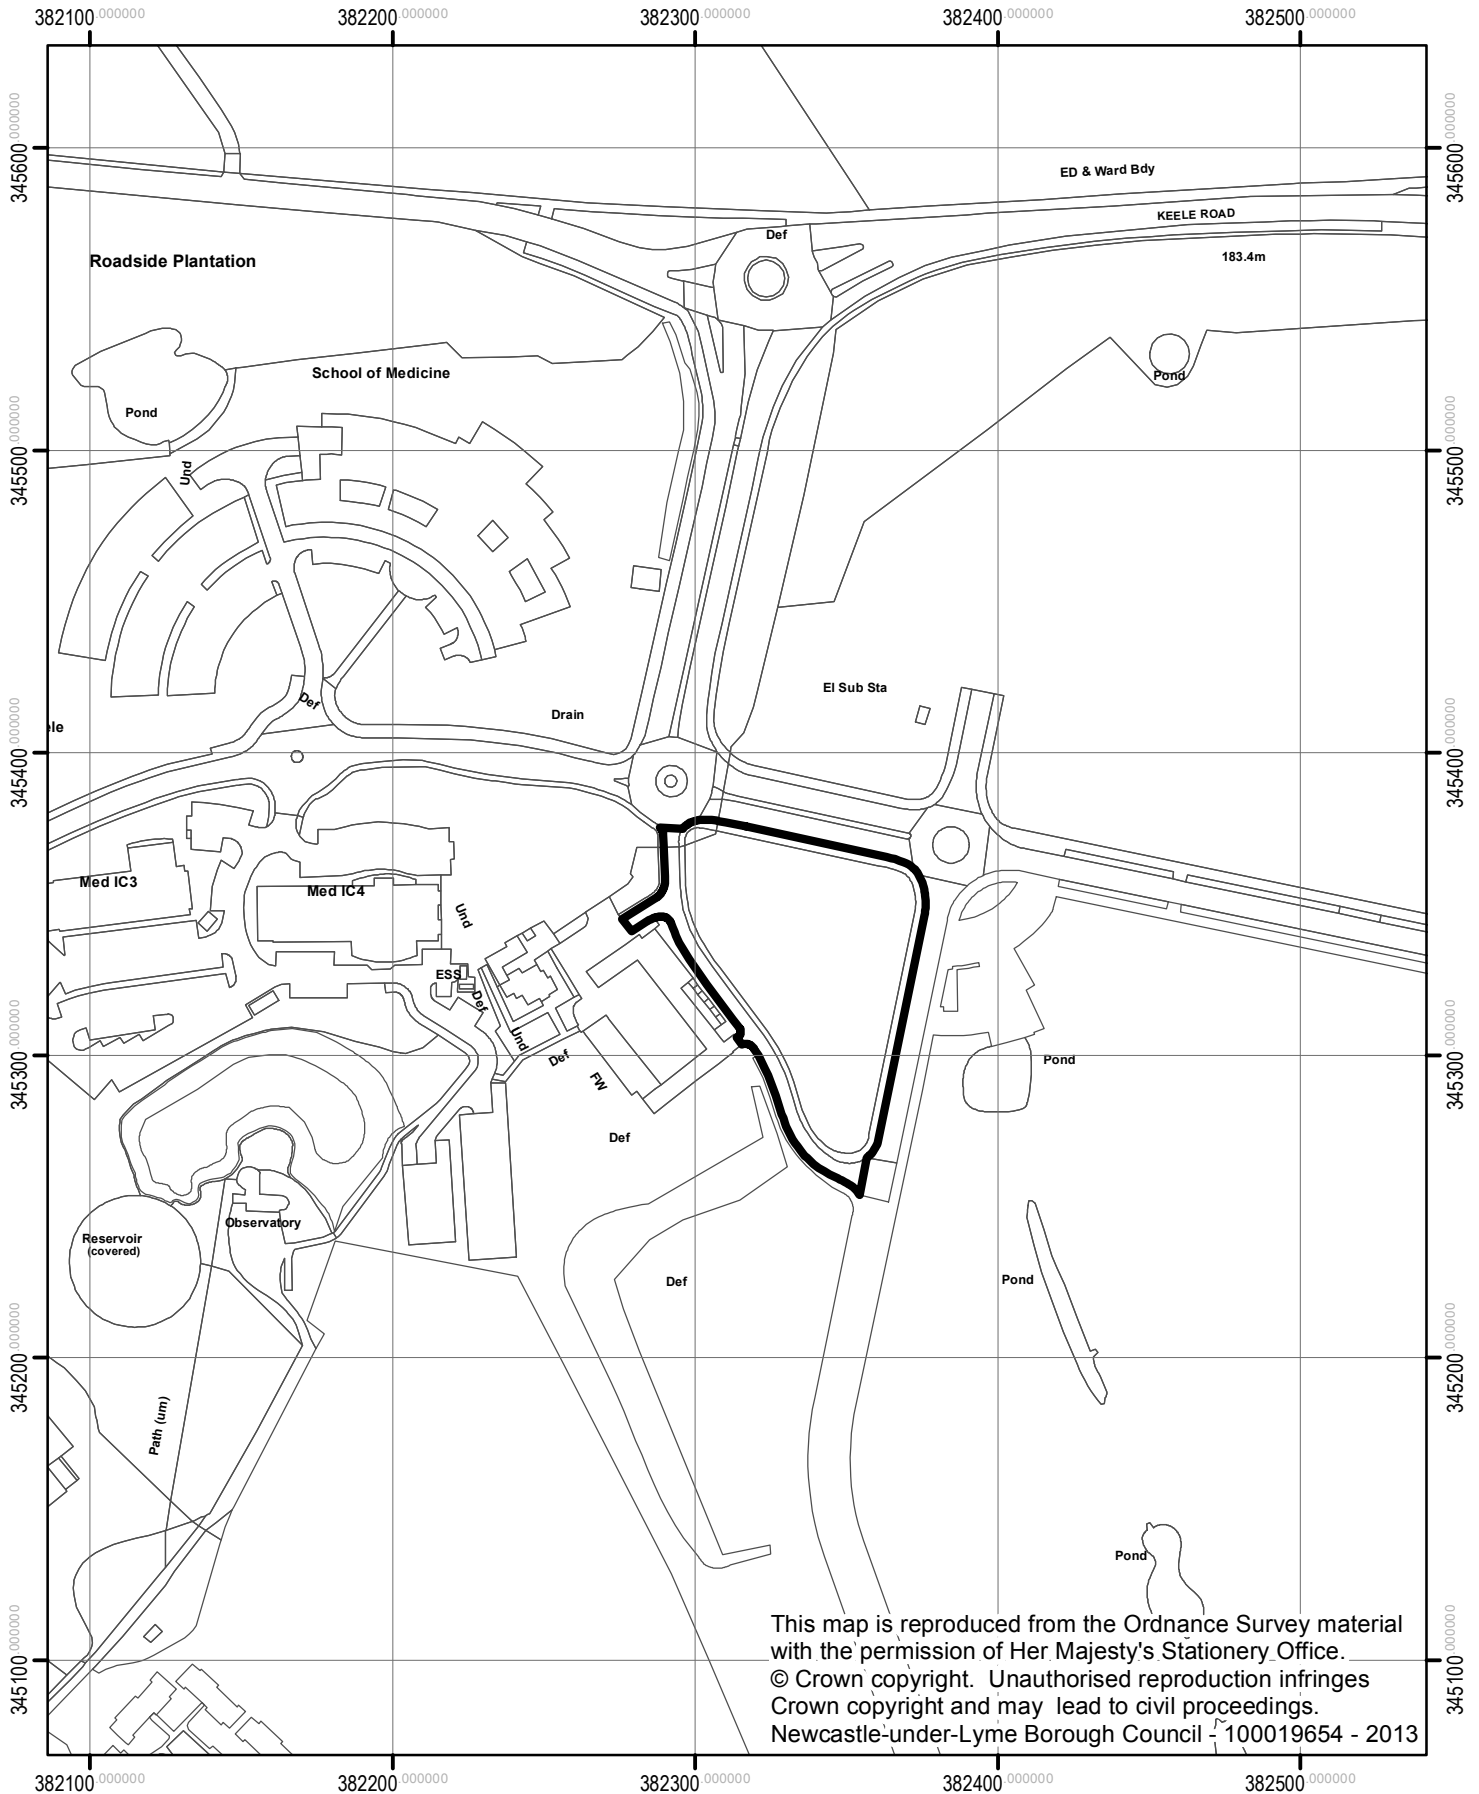 382100.000000 382200.000000 382300.000000 382400.000000 382500.000000
345600.000000
345600.000000
ED & Ward Bdy
KEELE ROAD
Def
183.4m
Roadside Plantation
School of Medicine
Pond
Pond
345500.000000
345500.000000
Und
El Sub Sta
Def
Drain
ele
345400.000000
345400.000000
Med IC3
Med IC4
Und
ESS
Def
Und
Def
FW
Pond
345300.000000
345300.000000
Def
Observatory
Reservoir
(covered)
Def
Pond
345200.000000
345200.000000
Path (um)
Pond
345100.000000
345100.000000
This map is reproduced from the Ordnance Survey material
with the permission of Her Majesty's Stationery Office.
© Crown copyright. Unauthorised reproduction infringes
Crown copyright and may lead to civil proceedings.
Newcastle-under-Lyme Borough Council - 100019654 - 2013
382100.000000 382200.000000 382300.000000 382400.000000 382500.000000